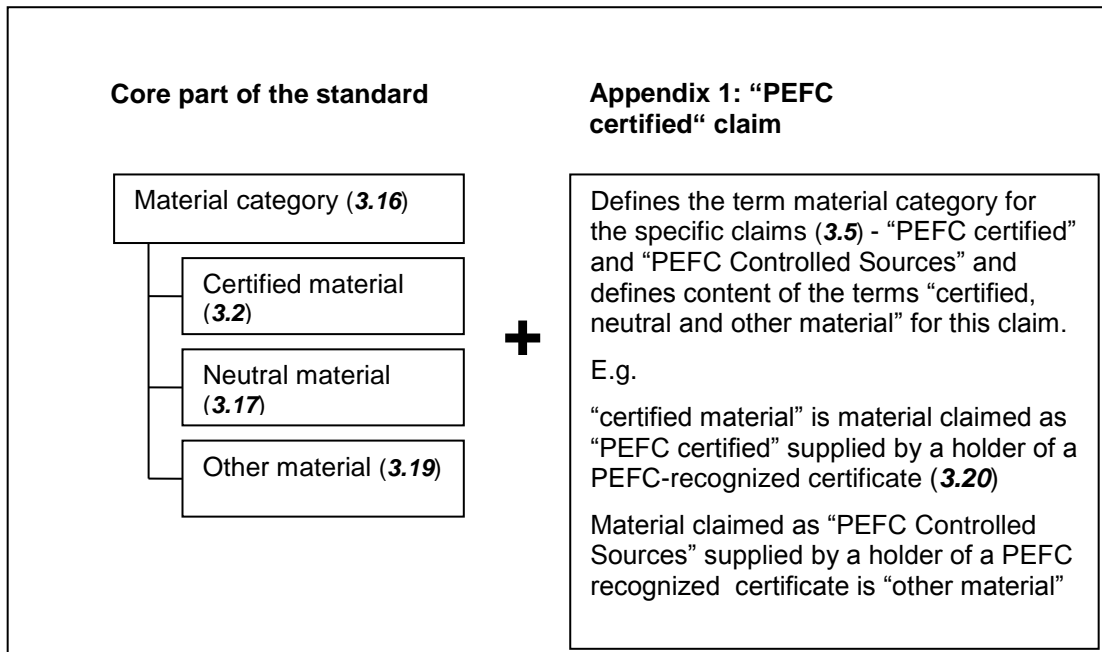 Core part of the standard
Material category (3.16)
Certified material
(3.2)
Neutral material
(3.17)
Other material (3.19)
+
Appendix 1: “PEFC
certified“ claim
Defines the term material category for
the specific claims (3.5) - “PEFC certified”
and “PEFC Controlled Sources” and
defines content of the terms “certified,
neutral and other material” for this claim.
E.g.
“certified material” is material claimed as
“PEFC certified” supplied by a holder of a
PEFC-recognized certificate (3.20)
Material claimed as “PEFC Controlled
Sources” supplied by a holder of a PEFC
recognized  certificate is “other material”